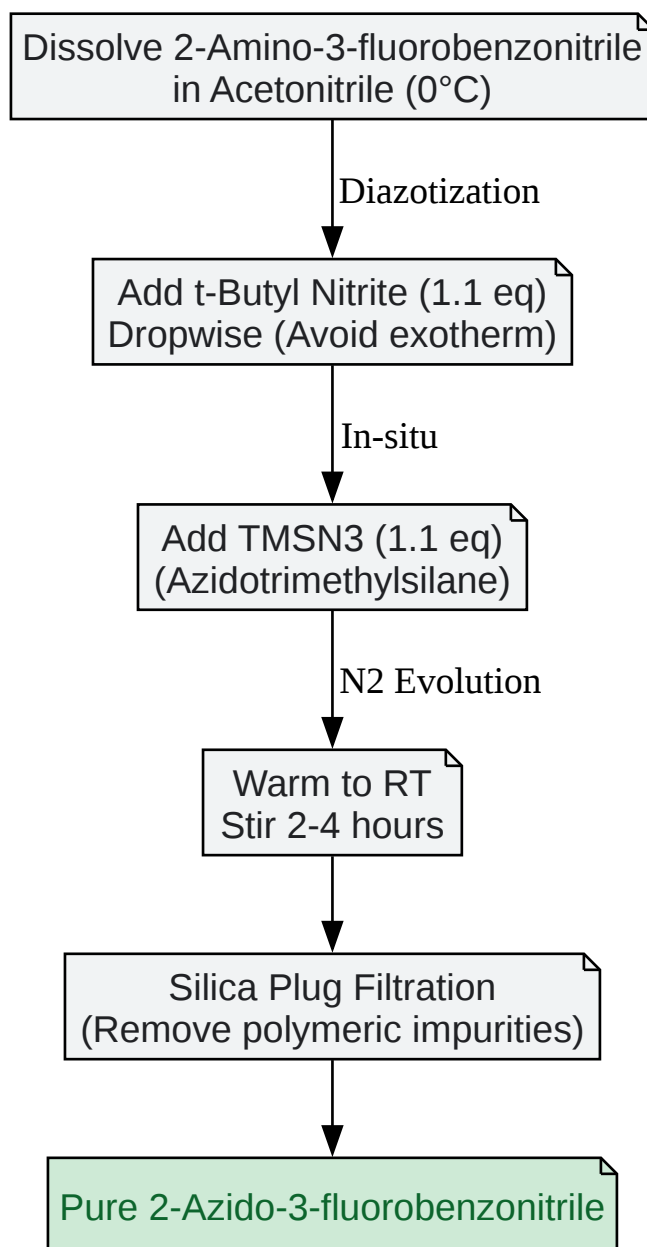 Dissolve 2-Amino-3-fluorobenzonitrile
in Acetonitrile (0°C)
Diazotization
Add t-Butyl Nitrite (1.1 eq)
Dropwise (Avoid exotherm)
In-situ
Add TMSN3 (1.1 eq)
(Azidotrimethylsilane)
N2 Evolution
Warm to RT
Stir 2-4 hours
Silica Plug Filtration
(Remove polymeric impurities)
Pure 2-Azido-3-fluorobenzonitrile